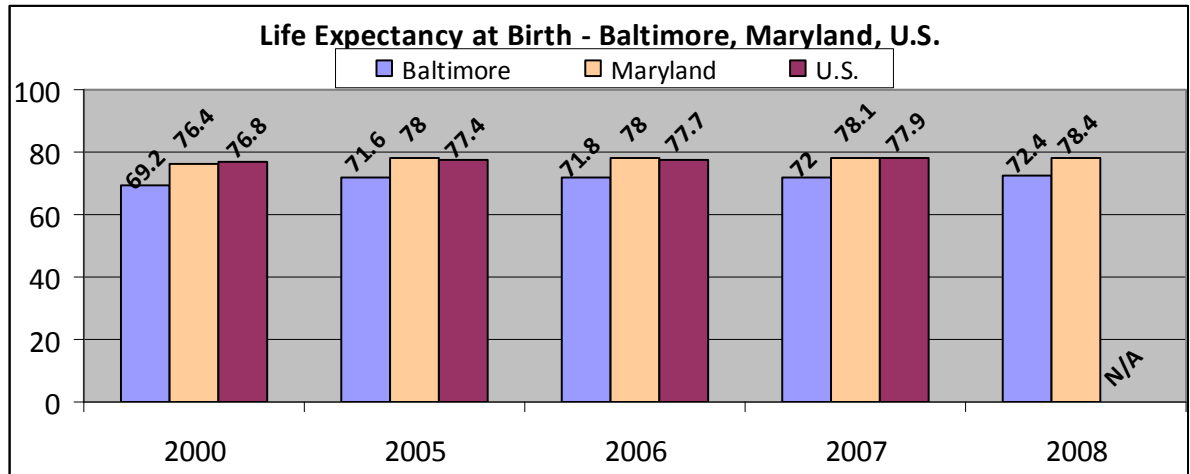 Life Expectancy at Birth - Baltimore, Maryland, U.S.
Baltimore Maryland U.S.
100
80
60
40
20
0
69.2 76.4 76.8 71.6 78 77.4 71.8 78 77.7 72 78.1 77.9 72.4 78.4 N/A
2000 2005 2006 2007 2008